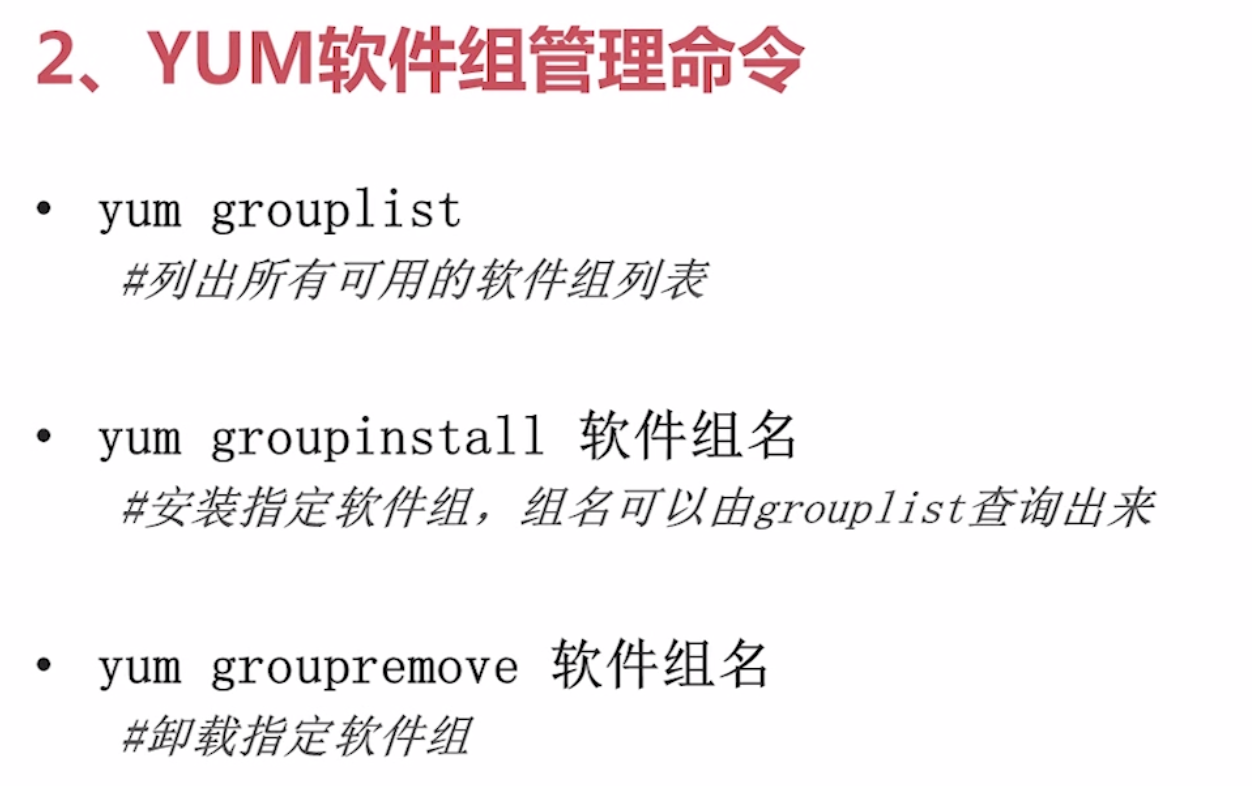 2、YUM软件组管理命令
• yum grouplist
#列出所有可用的软件组列表
• yum groupinstall 软件组名
#安装指定软件组，组名可以由grouplist查询出来
• yum groupremove 软件组名
#卸载指定软件组